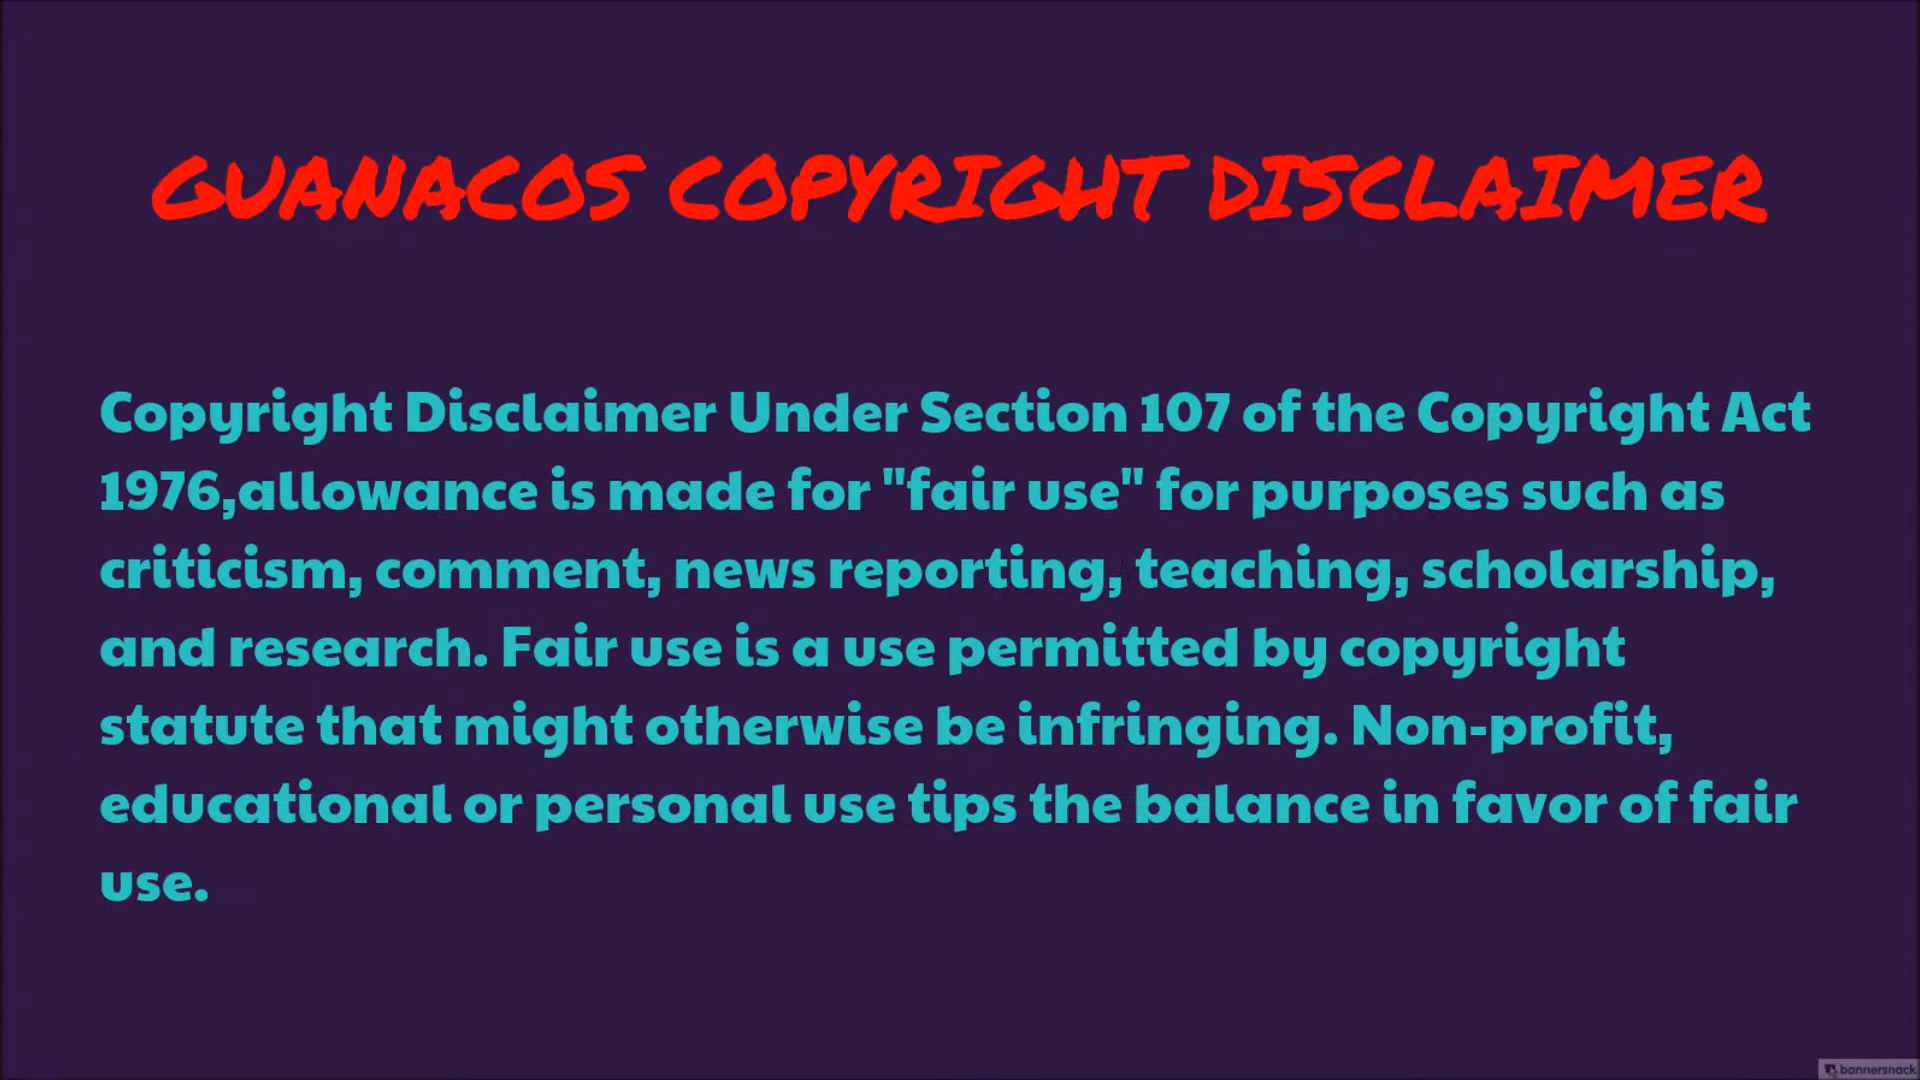 GUANACOS COPYRIGHT DISCLAIMER
Copyright Disclaimer Under Section 107 of the Copyright Act
1976,allowance is made for "fair use" for purposes such as
criticism, comment, news reporting, teaching, scholarship,
and research. Fair use is a use permitted by copyright
statute that might otherwise be infringing. Non-profit,
educational or personal use tips the balance in favor of fair
use.
bannersnack